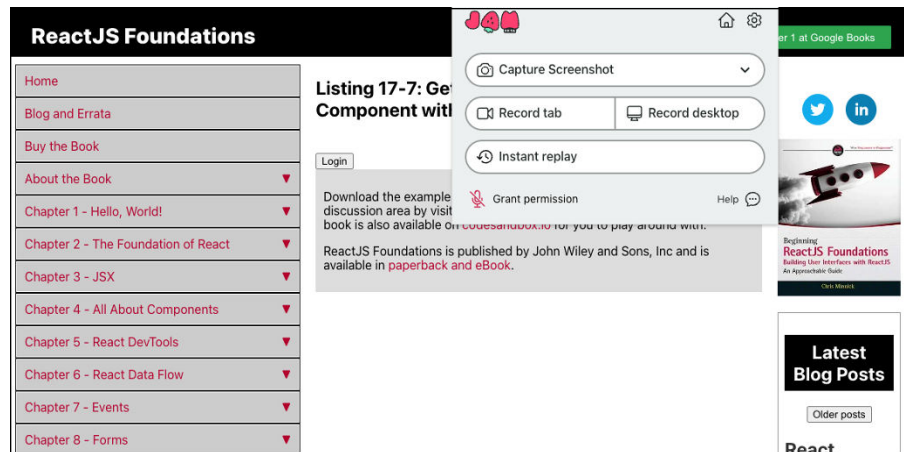 ReactJS Foundations
JAM
er 1 at Google Books
Capture Screenshot
Record tab
Record desktop
Instant replay
Grant permission
Help
Home
Blog and Errata
Buy the Book
About the Book
Chapter 1 - Hello, World!
Chapter 2 - The Foundation of React
Chapter 3 - JSX
Chapter 4 - All About Components
Chapter 5 - React DevTools
Chapter 6 - React Data Flow
Chapter 7 - Events
Chapter 8 - Forms
Listing 17-7: Get
Component with
Login
Download the example
discussion area by visit
book is also available on codesandbox.io for you to play around with.
ReactJS Foundations is published by John Wiley and Sons, Inc and is
available in paperback and eBook.
in
Beginning
ReactJS Foundations
Building User Interfaces with ReactJS
An Approachable Guide
Chris Minnick
Latest
Blog Posts
Older posts
React